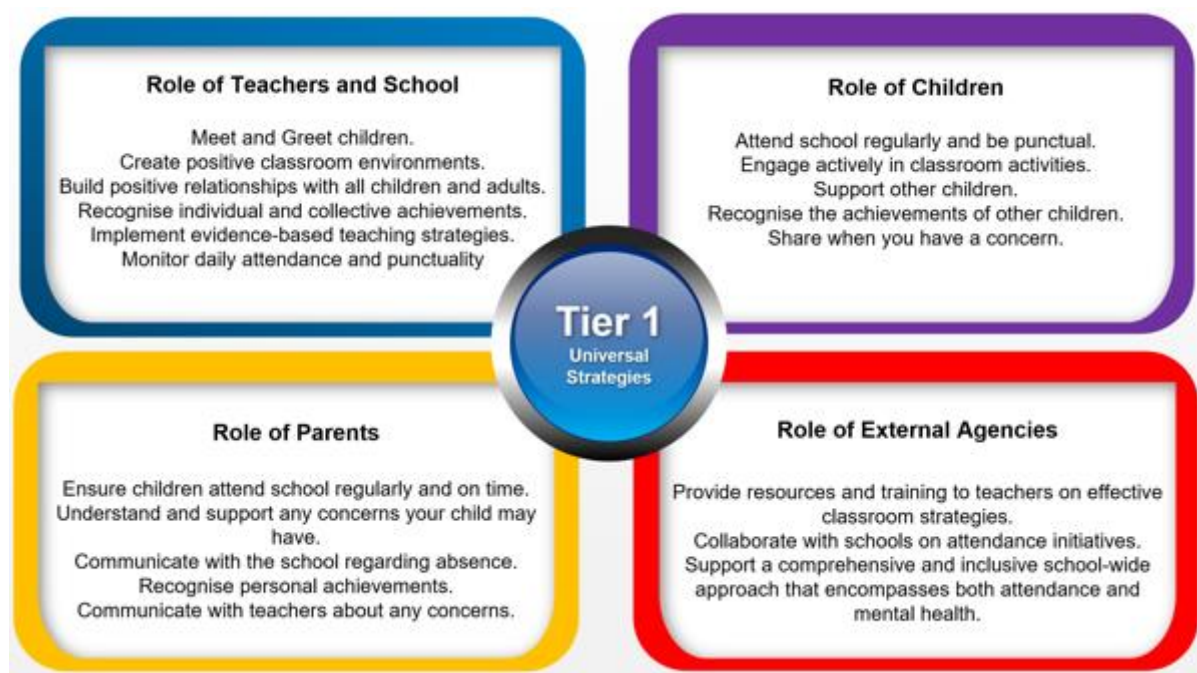 Role of Teachers and School
Meet and Greet children.
Create positive classroom environments.
Build positive relationships with all children and adults.
Recognise individual and collective achievements.
Implement evidence-based teaching strategies.
Monitor daily attendance and punctuality
Role of Children
Attend school regularly and be punctual.
Engage actively in classroom activities.
Support other children.
Recognise the achievements of other children.
Share when you have a concern.
Tier 1
Universal
Strategies
Role of Parents
Ensure children attend school regularly and on time.
Understand and support any concerns your child may
have.
Communicate with the school regarding absence.
Recognise personal achievements.
Communicate with teachers about any concerns.
Role of External Agencies
Provide resources and training to teachers on effective
classroom strategies.
Collaborate with schools on attendance initiatives.
Support a comprehensive and inclusive school-wide
approach that encompasses both attendance and
mental health.